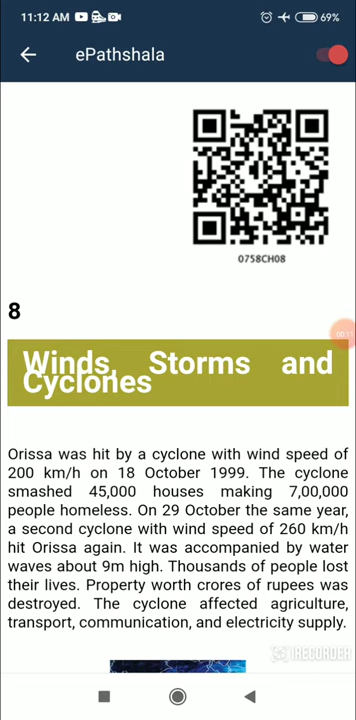 11:12 AM
69%
ePathshala
0758CH08
8
00:11
Winds, Storms and
Cyclones
Orissa was hit by a cyclone with wind speed of
200 km/h on 18 October 1999. The cyclone
smashed 45,000 houses making 7,00,000
people homeless. On 29 October the same year,
a second cyclone with wind speed of 260 km/h
hit Orissa again. It was accompanied by water
waves about 9m high. Thousands of people lost
their lives. Property worth crores of rupees was
destroyed. The cyclone affected agriculture,
transport, communication, and electricity supply.
iRECORDER